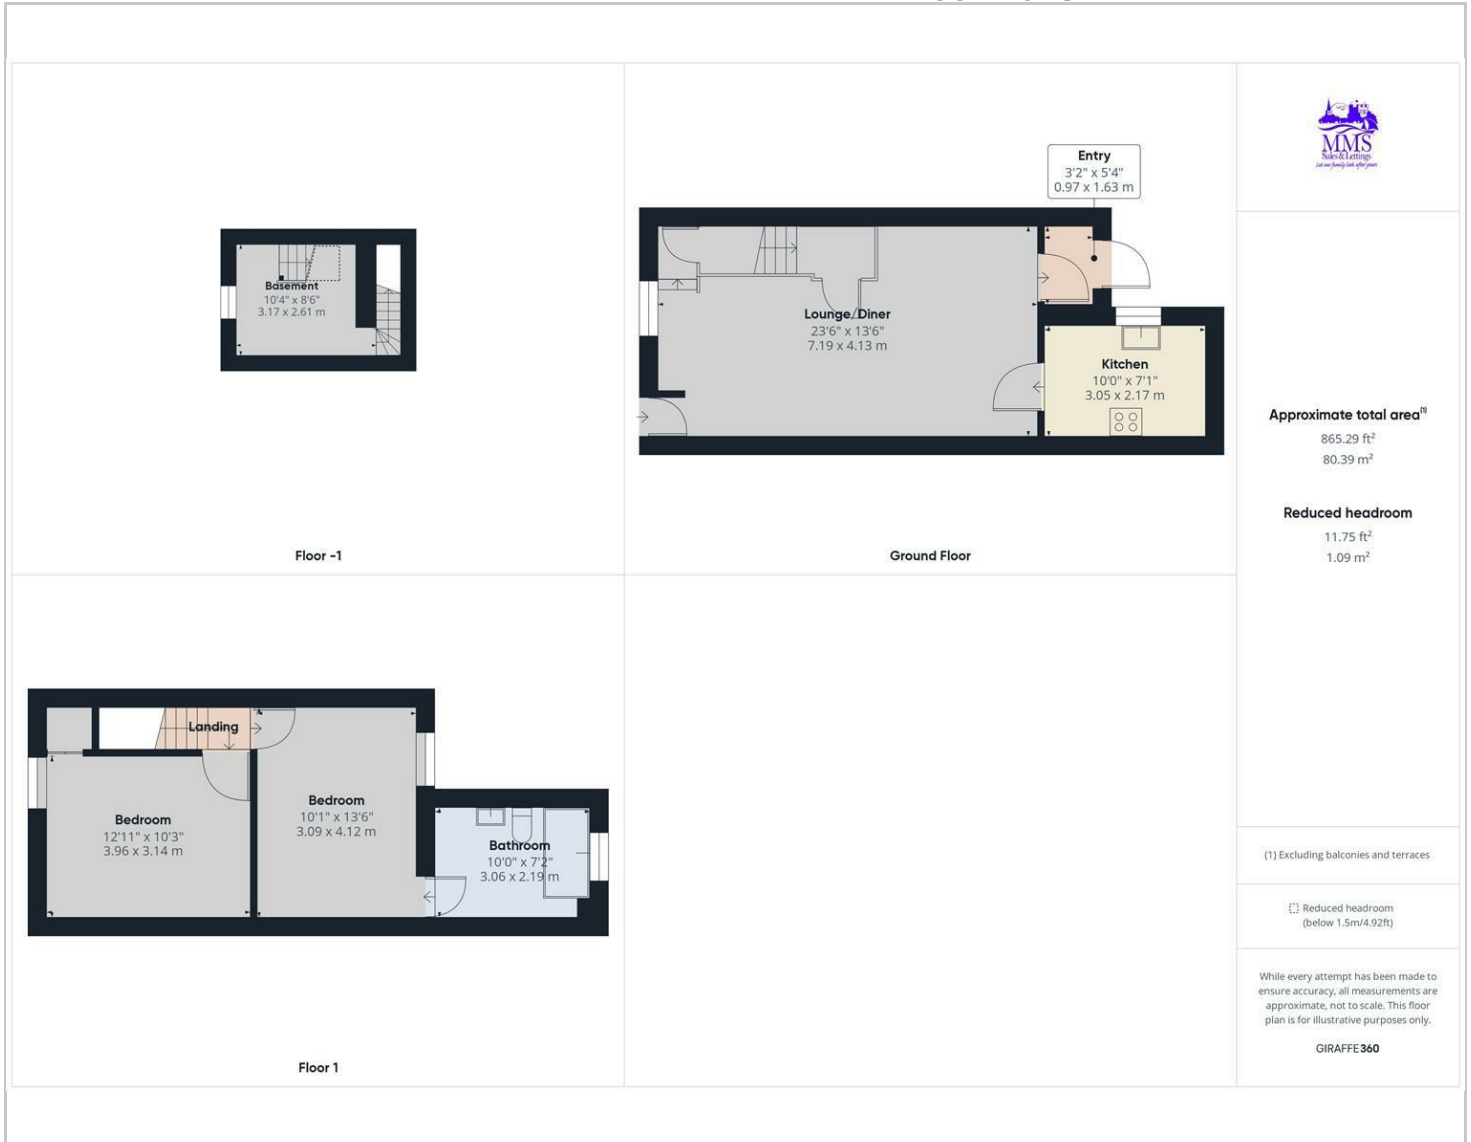 Basement
10'4" x 8'6"
3.17 x 2.61 m
Floor -1
Entry
3'2" x 5'4"
0.97 x 1.63 m
Lounge/Diner
23'6" x 13'6"
7.19 x 4.13 m
Kitchen
10'0" x 7'1"
3.05 x 2.17 m
Ground Floor
Landing
Bedroom
12'11" x 10'3"
3.96 x 3.14 m
Bedroom
10'1" x 13'6"
3.09 x 4.12 m
Bathroom
10'0" x 7'2"
3.06 x 2.19 m
Floor 1
MMS
Sales & Lettings
Let our family look after yours
Approximate total area(1)
865.29 ft²
80.39 m²
Reduced headroom
11.75 ft²
1.09 m²
(1) Excluding balconies and terraces
Reduced headroom
(below 1.5m/4.92ft)
While every attempt has been made to
ensure accuracy, all measurements are
approximate, not to scale. This floor
plan is for illustrative purposes only.
GIRAFFE360